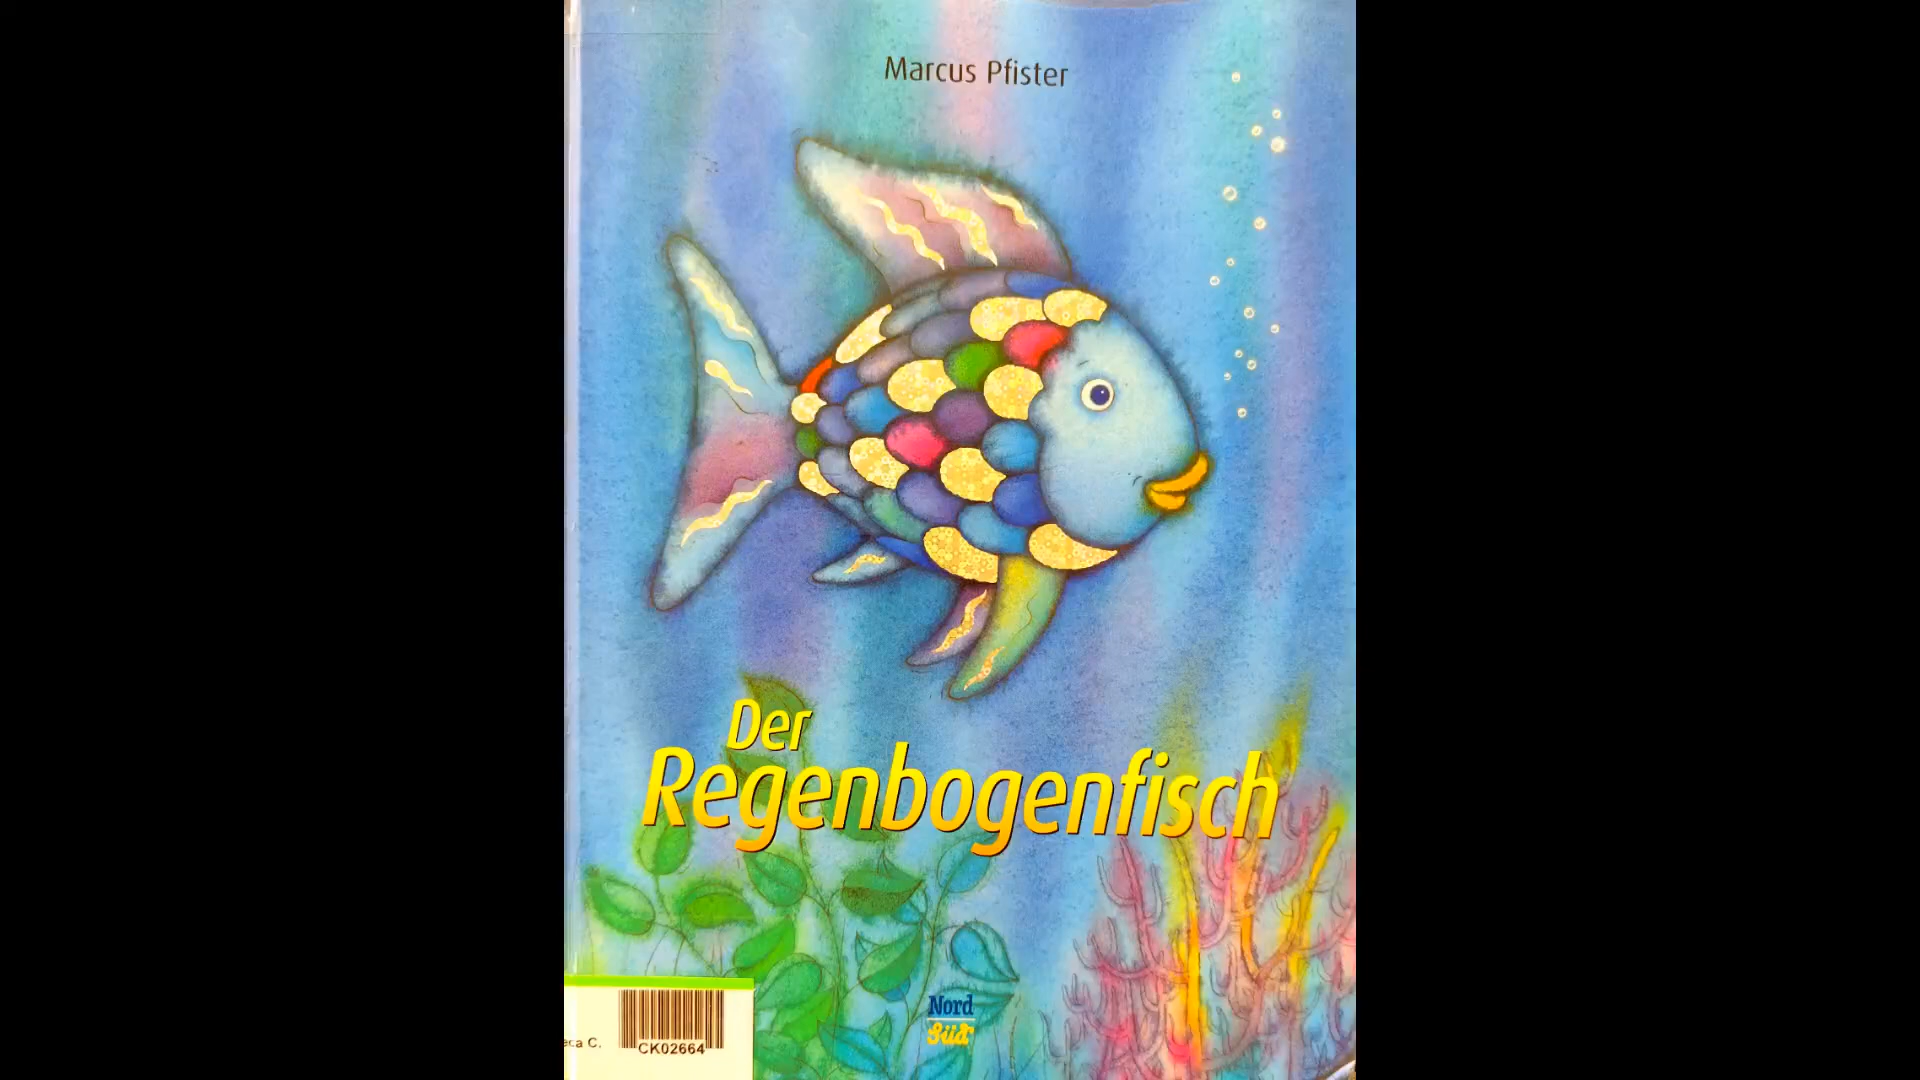 Marcus Pfister
Der
Regenbogenfisch
Nord
Süd
eca C.
CK02664